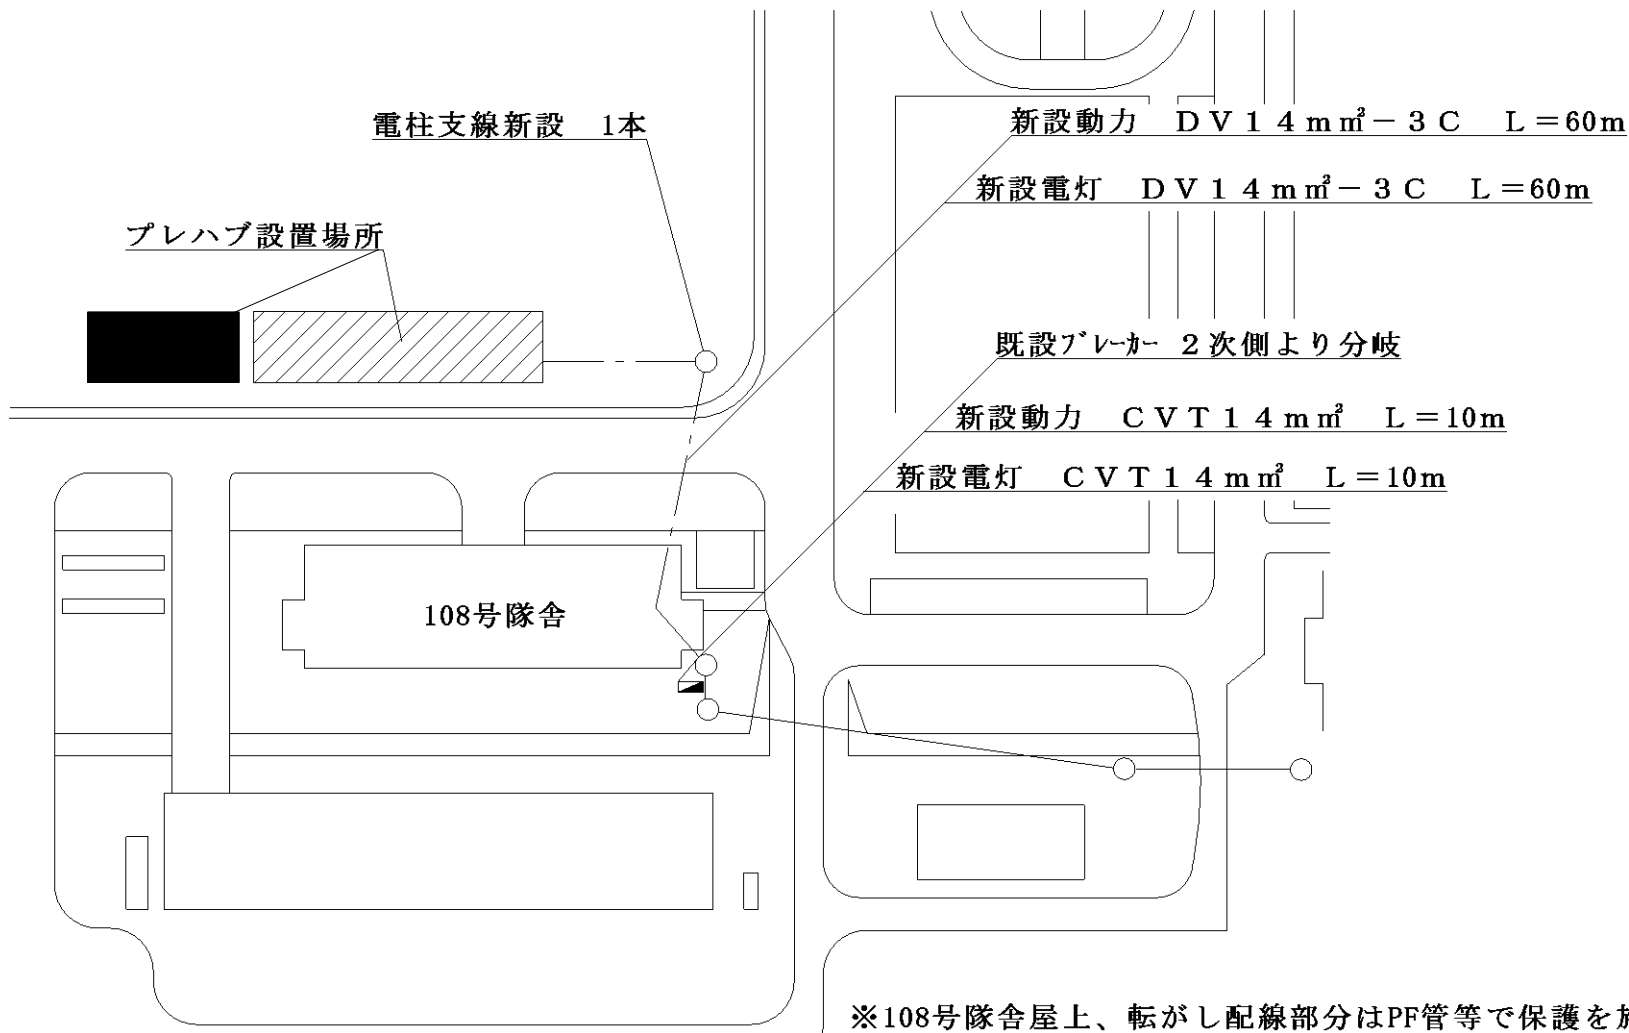 電柱支線新設　1本
新設動力　ＤＶ１４ｍ㎡－３Ｃ　Ｌ＝60m
新設電灯　ＤＶ１４ｍ㎡－３Ｃ　Ｌ＝60m
プレハブ設置場所
既設ﾌﾞﾚｰｶｰ ２次側より分岐
新設動力　ＣＶＴ１４ｍ㎡　Ｌ＝10m
新設電灯　ＣＶＴ１４ｍ㎡　Ｌ＝10m
108号隊舎
※108号隊舎屋上、転がし配線部分はPF管等で保護を